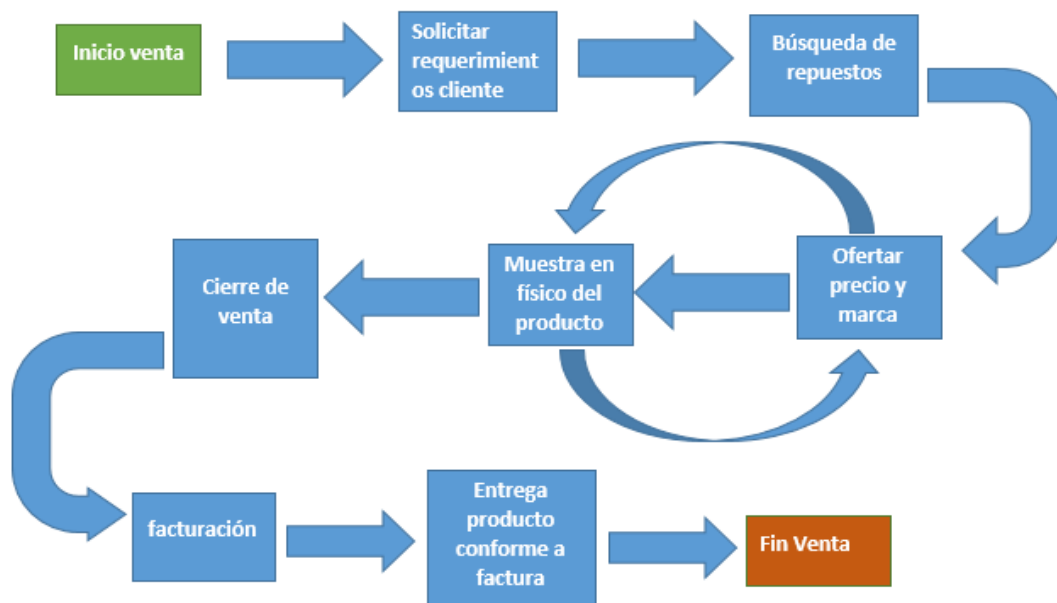 Inicio venta
Solicitar
requerimient
os cliente
Búsqueda de
repuestos
Ofertar
precio y
marca
Muestra en
físico del
producto
Cierre de
venta
facturación
Entrega
producto
conforme a
factura
Fin Venta